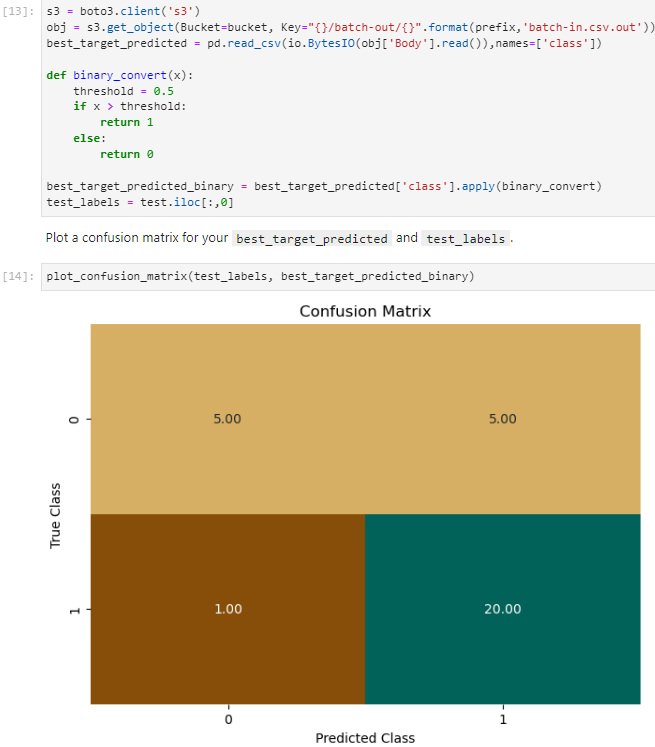 [13]: s3 = boto3.client('s3')
obj = s3.get_object(Bucket=bucket, Key="{}/batch-out/{}".format(prefix,'batch-in.csv.out'))
best_target_predicted = pd.read_csv(io.BytesIO(obj['Body'].read()),names=['class'])
def binary_convert(x):
threshold = 0.5
if x > threshold:
return 1
else:
return 0
best_target_predicted_binary = best_target_predicted['class'].apply(binary_convert)
test_labels = test.iloc[:,0]
Plot a confusion matrix for your best_target_predicted and test_labels.
[14]: plot_confusion_matrix(test_labels, best_target_predicted_binary)
Confusion Matrix
0
5.00 5.00
True Class
1
1.00 20.00
0 1
Predicted Class